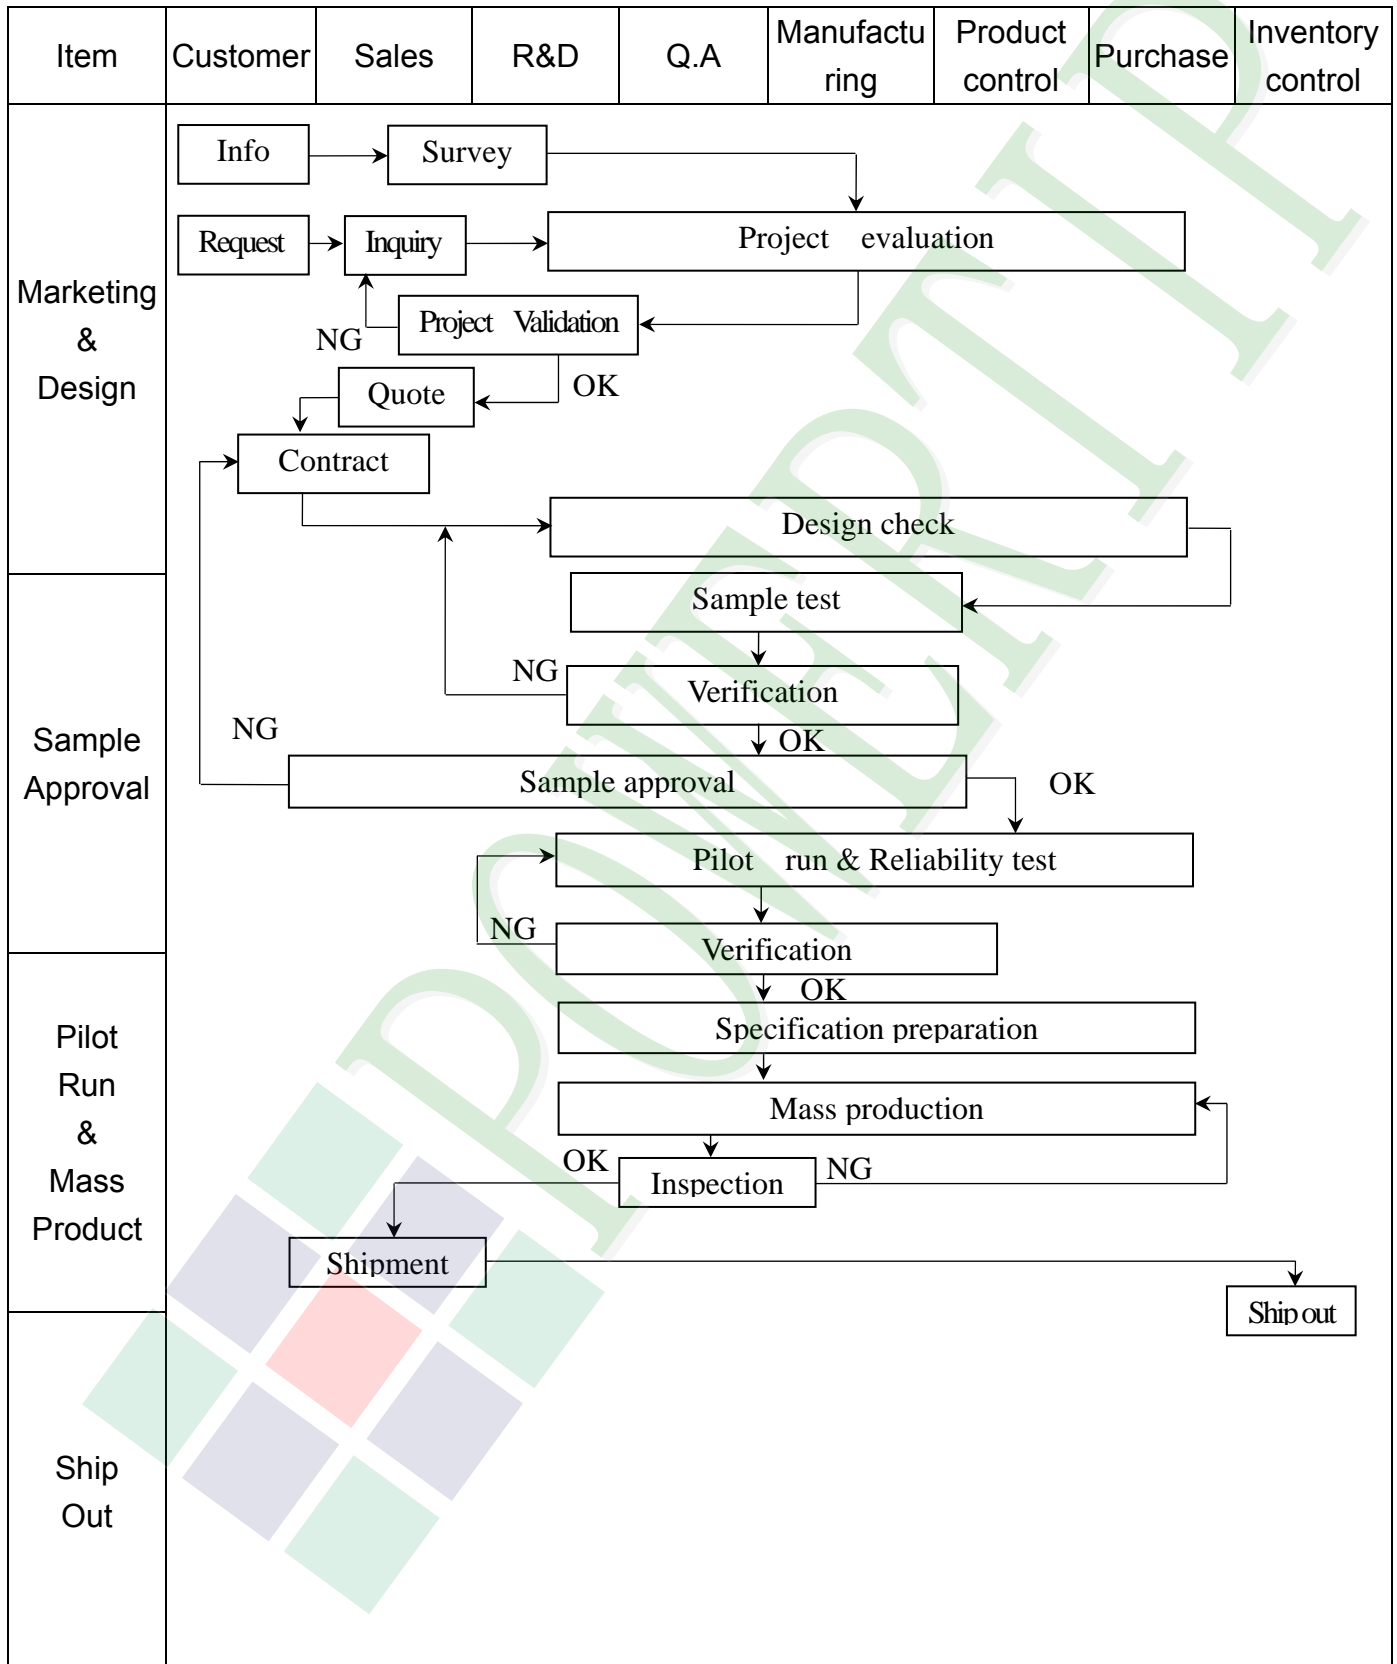 Item
Customer
Sales
R&D
Q.A
Manufactu
ring
Product
control
Purchase
Inventory
control
Marketing
&
Design
Info
Survey
Request
Inquiry
Project evaluation
NG
Project Validation
Quote
OK
Contract
Design check
Sample
Approval
Sample test
NG
Verification
NG
OK
Sample approval
OK
Pilot run & Reliability test
NG
Verification
OK
Pilot
Run
&
Mass
Product
Specification preparation
Mass production
OK
Inspection
NG
Shipment
Ship out
Ship
Out
POWERTIP